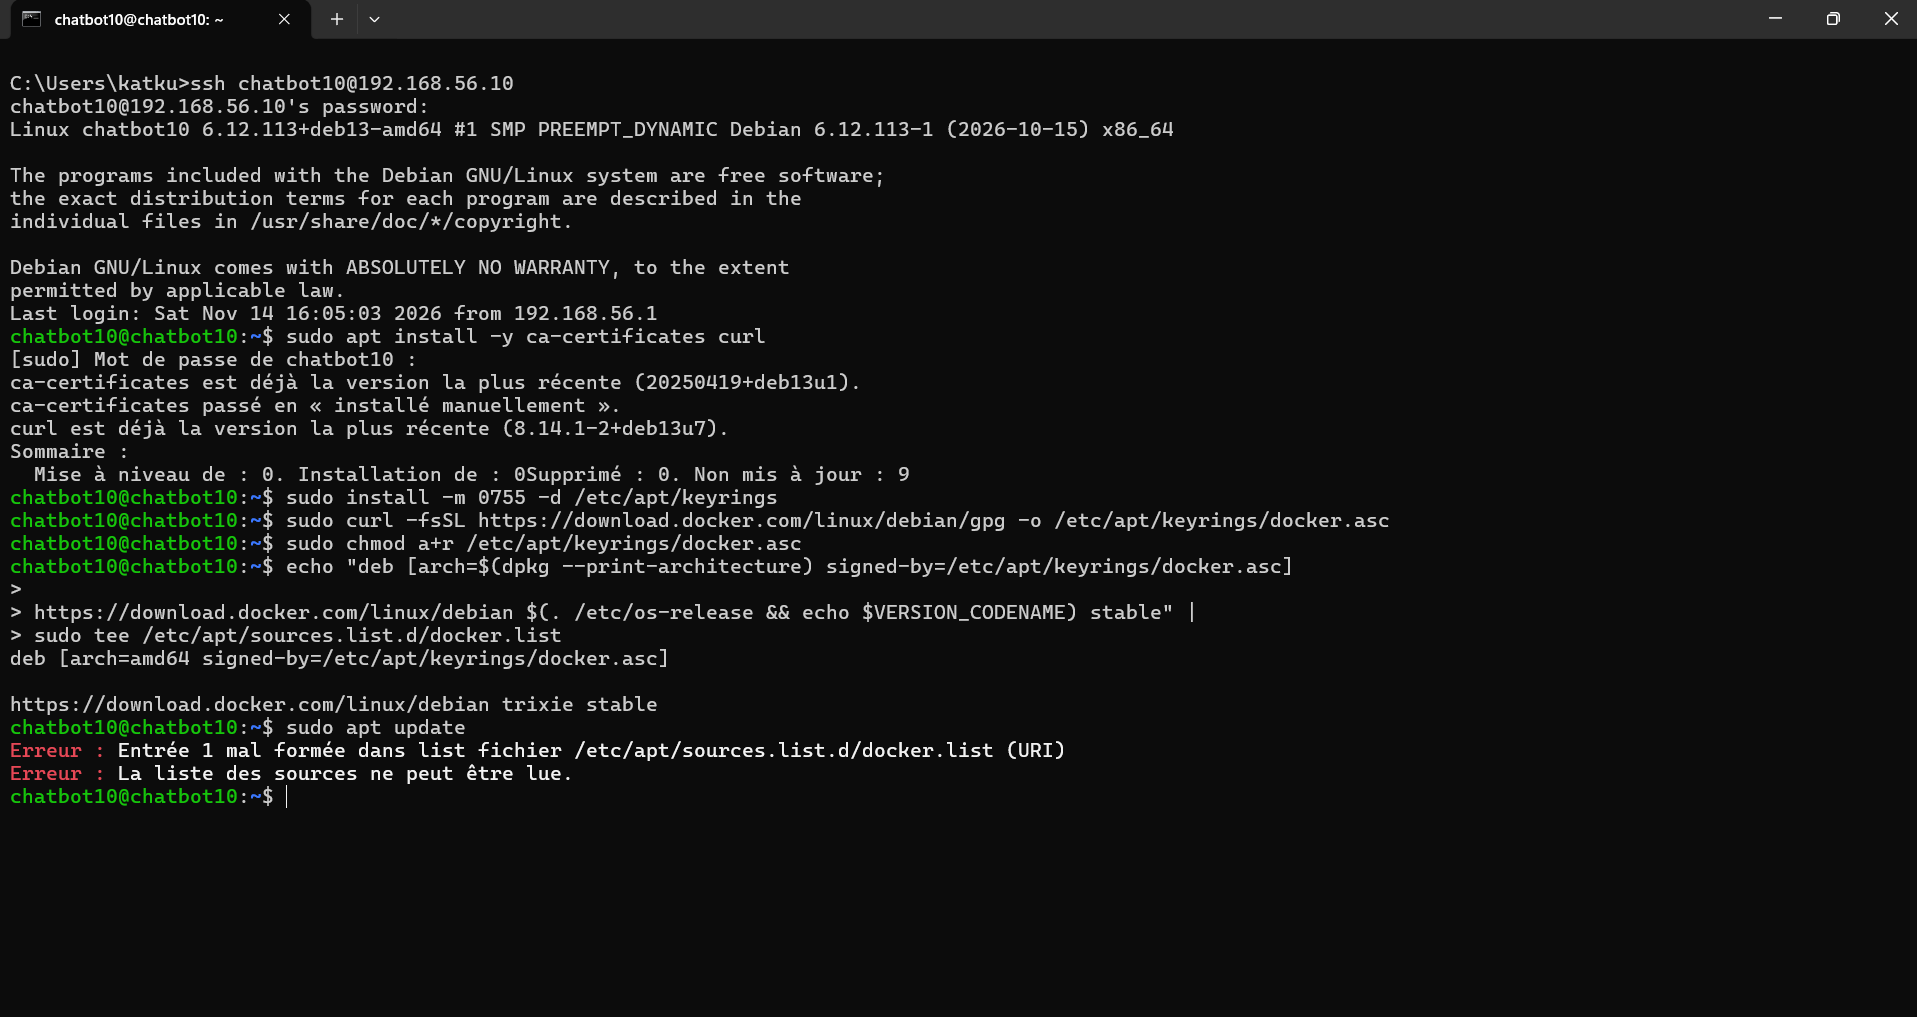 chatbot10@chatbot10: ~
C:\Users\katku>ssh chatbot10@192.168.56.10
chatbot10@192.168.56.10's password:
Linux chatbot10 6.12.113+deb13-amd64 #1 SMP PREEMPT_DYNAMIC Debian 6.12.113-1 (2026-10-15) x86_64
The programs included with the Debian GNU/Linux system are free software;
the exact distribution terms for each program are described in the
individual files in /usr/share/doc/*/copyright.
Debian GNU/Linux comes with ABSOLUTELY NO WARRANTY, to the extent
permitted by applicable law.
Last login: Sat Nov 14 16:05:03 2026 from 192.168.56.1
chatbot10@chatbot10:~$ sudo apt install -y ca-certificates curl
[sudo] Mot de passe de chatbot10 :
ca-certificates est déjà la version la plus récente (20250419+deb13u1).
ca-certificates passé en « installé manuellement ».
curl est déjà la version la plus récente (8.14.1-2+deb13u7).
Sommaire :
  Mise à niveau de : 0. Installation de : 0Supprimé : 0. Non mis à jour : 9
chatbot10@chatbot10:~$ sudo install -m 0755 -d /etc/apt/keyrings
chatbot10@chatbot10:~$ sudo curl -fsSL https://download.docker.com/linux/debian/gpg -o /etc/apt/keyrings/docker.asc
chatbot10@chatbot10:~$ sudo chmod a+r /etc/apt/keyrings/docker.asc
chatbot10@chatbot10:~$ echo "deb [arch=$(dpkg --print-architecture) signed-by=/etc/apt/keyrings/docker.asc]
>
> https://download.docker.com/linux/debian $(. /etc/os-release && echo $VERSION_CODENAME) stable" |
> sudo tee /etc/apt/sources.list.d/docker.list
deb [arch=amd64 signed-by=/etc/apt/keyrings/docker.asc]
https://download.docker.com/linux/debian trixie stable
chatbot10@chatbot10:~$ sudo apt update
Erreur : Entrée 1 mal formée dans list fichier /etc/apt/sources.list.d/docker.list (URI)
Erreur : La liste des sources ne peut être lue.
chatbot10@chatbot10:~$